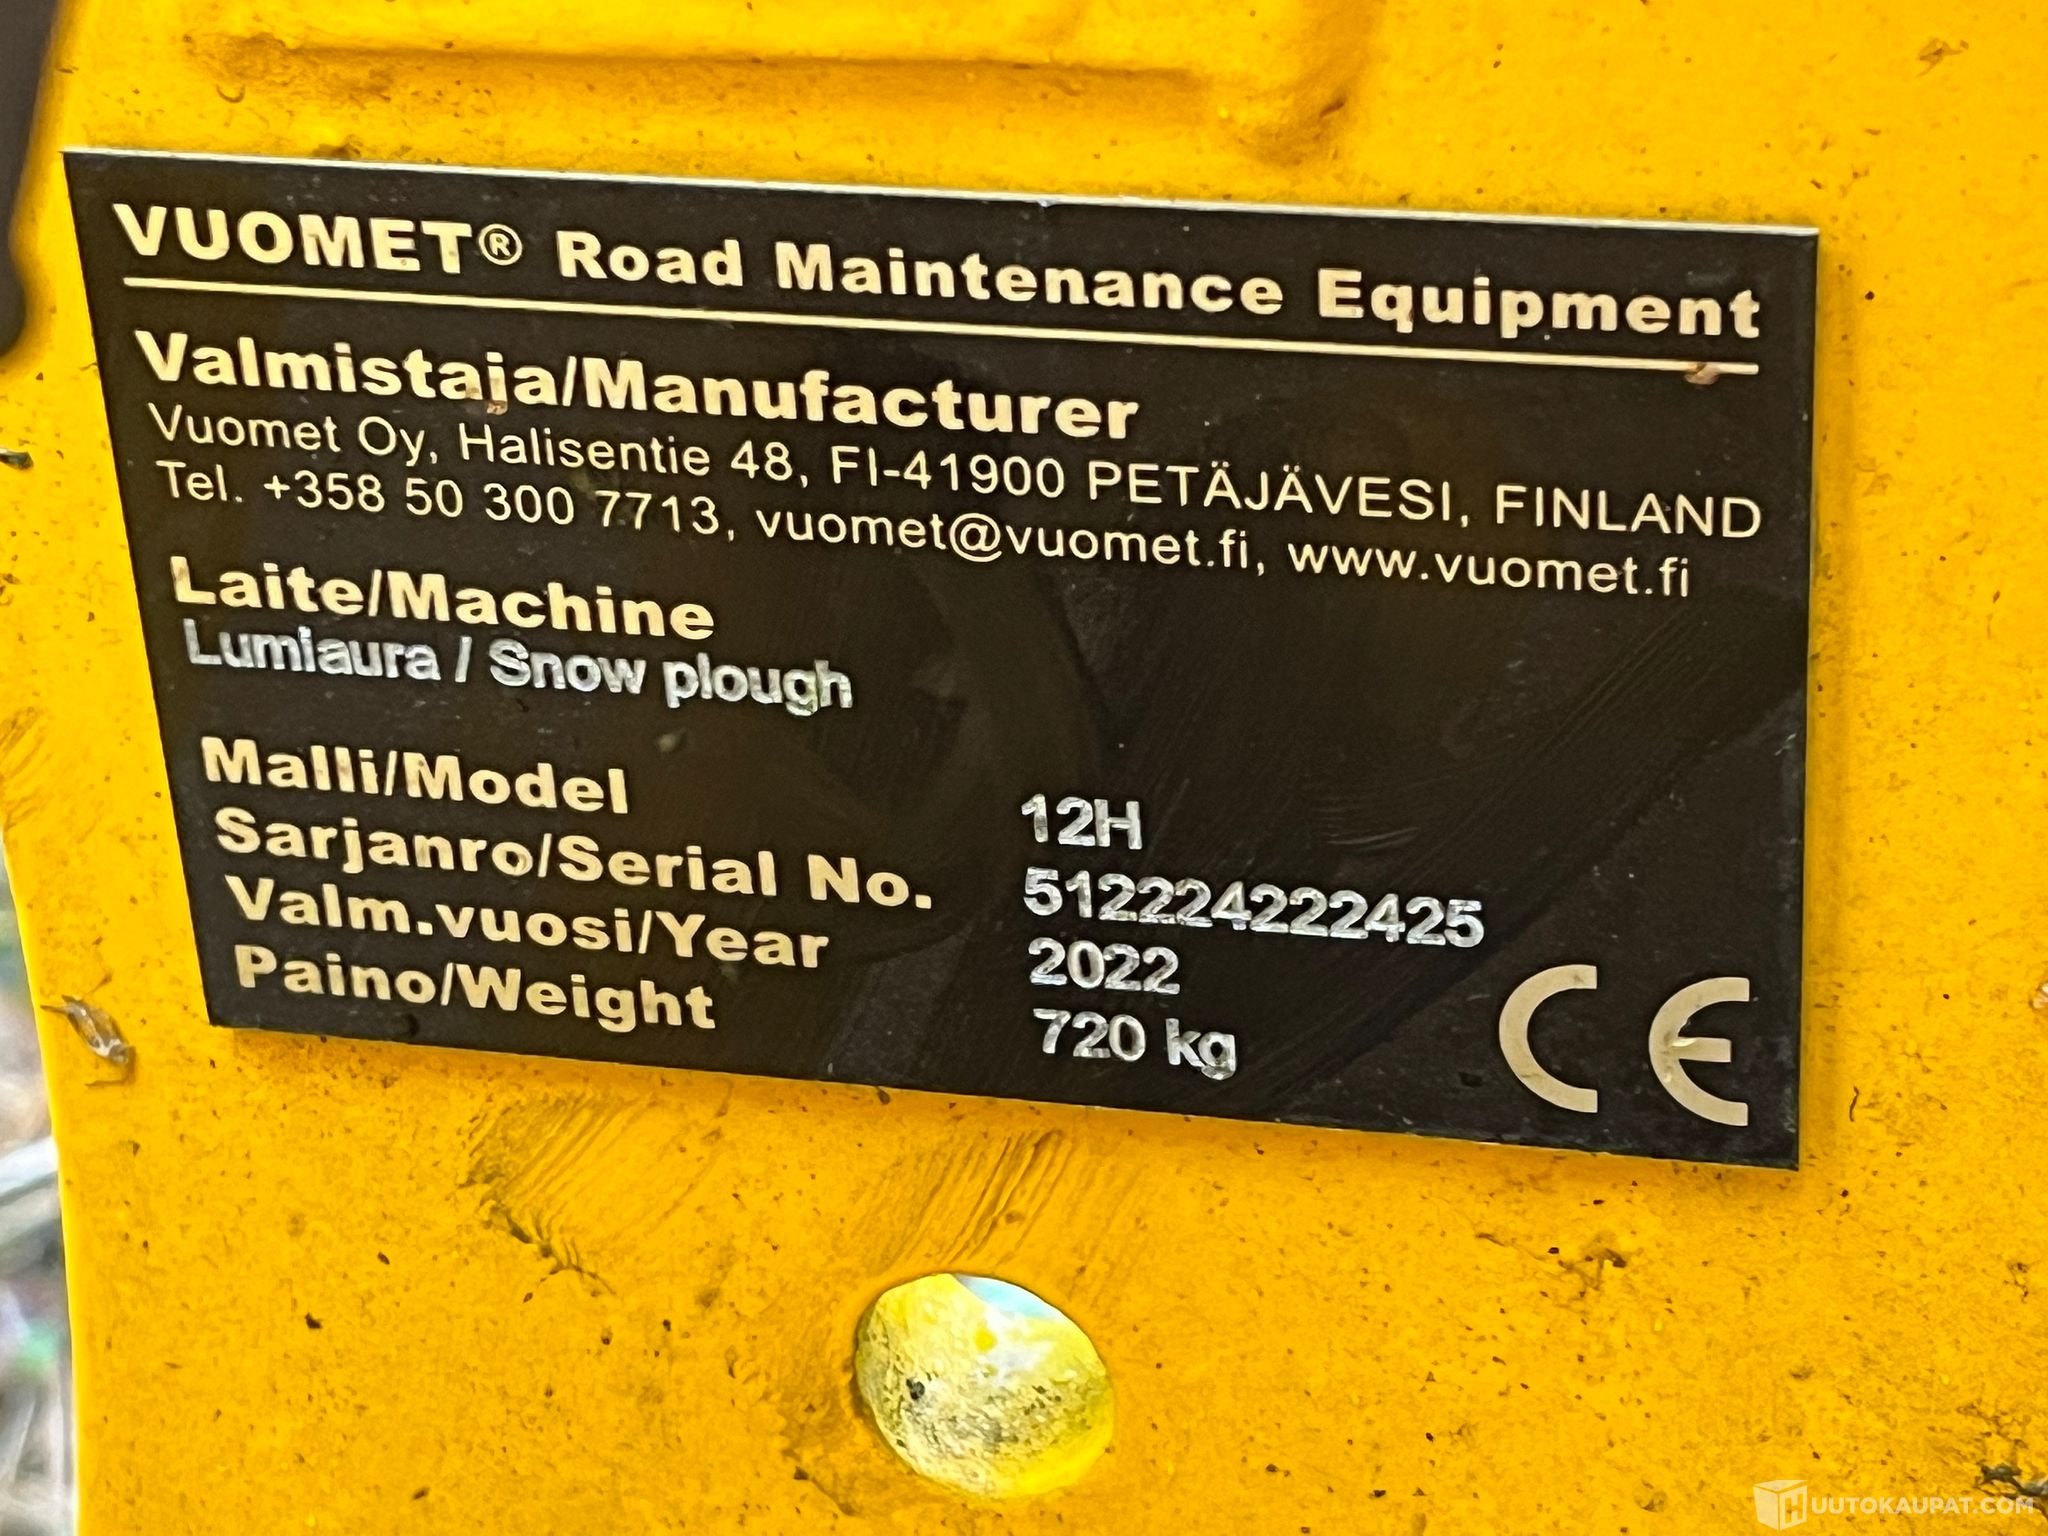 VUOMET® Road Maintenance Equipment
Valmistaja/Manufacturer
Vuomet Oy, Halisentie 48, FI-41900 PETÄJÄVESI, FINLAND
Tel. +358 50 300 7713, vuomet@vuomet.fi, www.vuomet.fi
Laite/Machine
Lumiaura / Snow plough
Malli/Model 12H
Sarjanro/Serial No. 512224222425
Valm.vuosi/Year 2022
Paino/Weight 720 kg
CE
HUUTOKAUPAT.COM